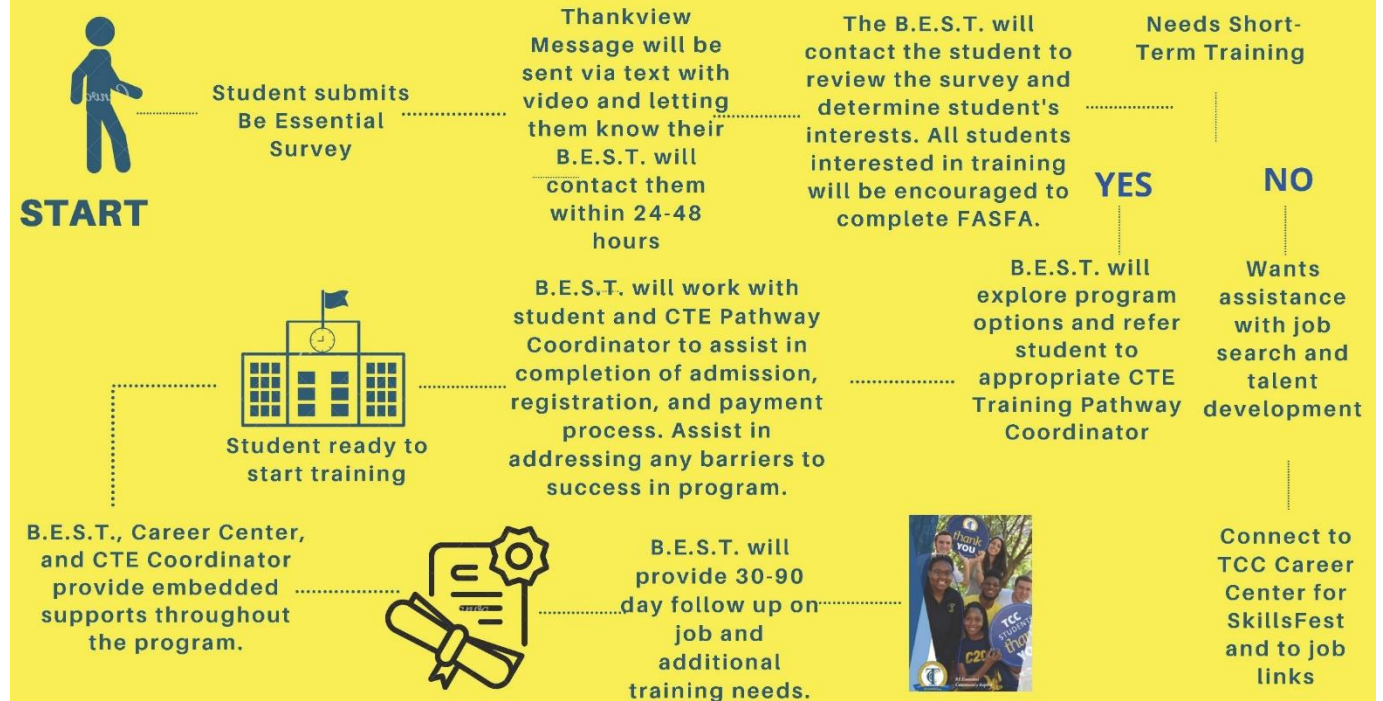 START
Student submits
Be Essential
Survey
Thankview
Message will be
sent via text with
video and letting
them know their
B.E.S.T. will
contact them
within 24-48
hours
The B.E.S.T. will
contact the student to
review the survey and
determine student's
interests. All students
interested in training
will be encouraged to
complete FASFA.
Needs Short-
Term Training
YES
NO
B.E.S.T. will
explore program
options and refer
student to
appropriate CTE
Training Pathway
Coordinator
Wants
assistance
with job
search and
talent
development
Connect to
TCC Career
Center for
SkillsFest
and to job
links
B.E.S.T. will work with
student and CTE Pathway
Coordinator to assist in
completion of admission,
registration, and payment
process. Assist in
addressing any barriers to
success in program.
Student ready to
start training
B.E.S.T., Career Center,
and CTE Coordinator
provide embedded
supports throughout
the program.
B.E.S.T. will
provide 30-90
day follow up on
job and
additional
training needs.
thank
YOU
TCC
STUDENTS